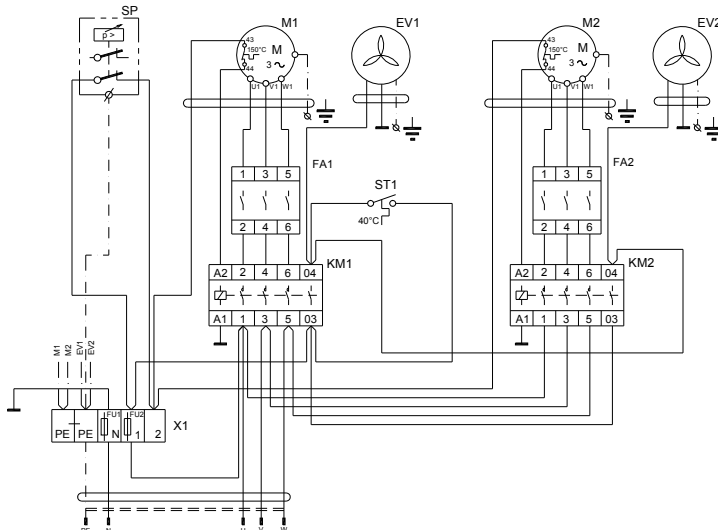 SP
p >
M1
43
150°C
M
3
44
U1
V1
W1
EV1
M2
43
150°C
M
3
44
U1
V1
W1
EV2
1 3 5
FA1
2 4 6
ST1
40°C
1 3 5
FA2
2 4 6
A2 2 4 6 04
KM1
A1 1 3 5 03
A2 2 4 6 04
KM2
A1 1 3 5 03
M1
M2
EV1
EV2
FU1
FU2
PE PE N 1 2
X1
PE N U V W